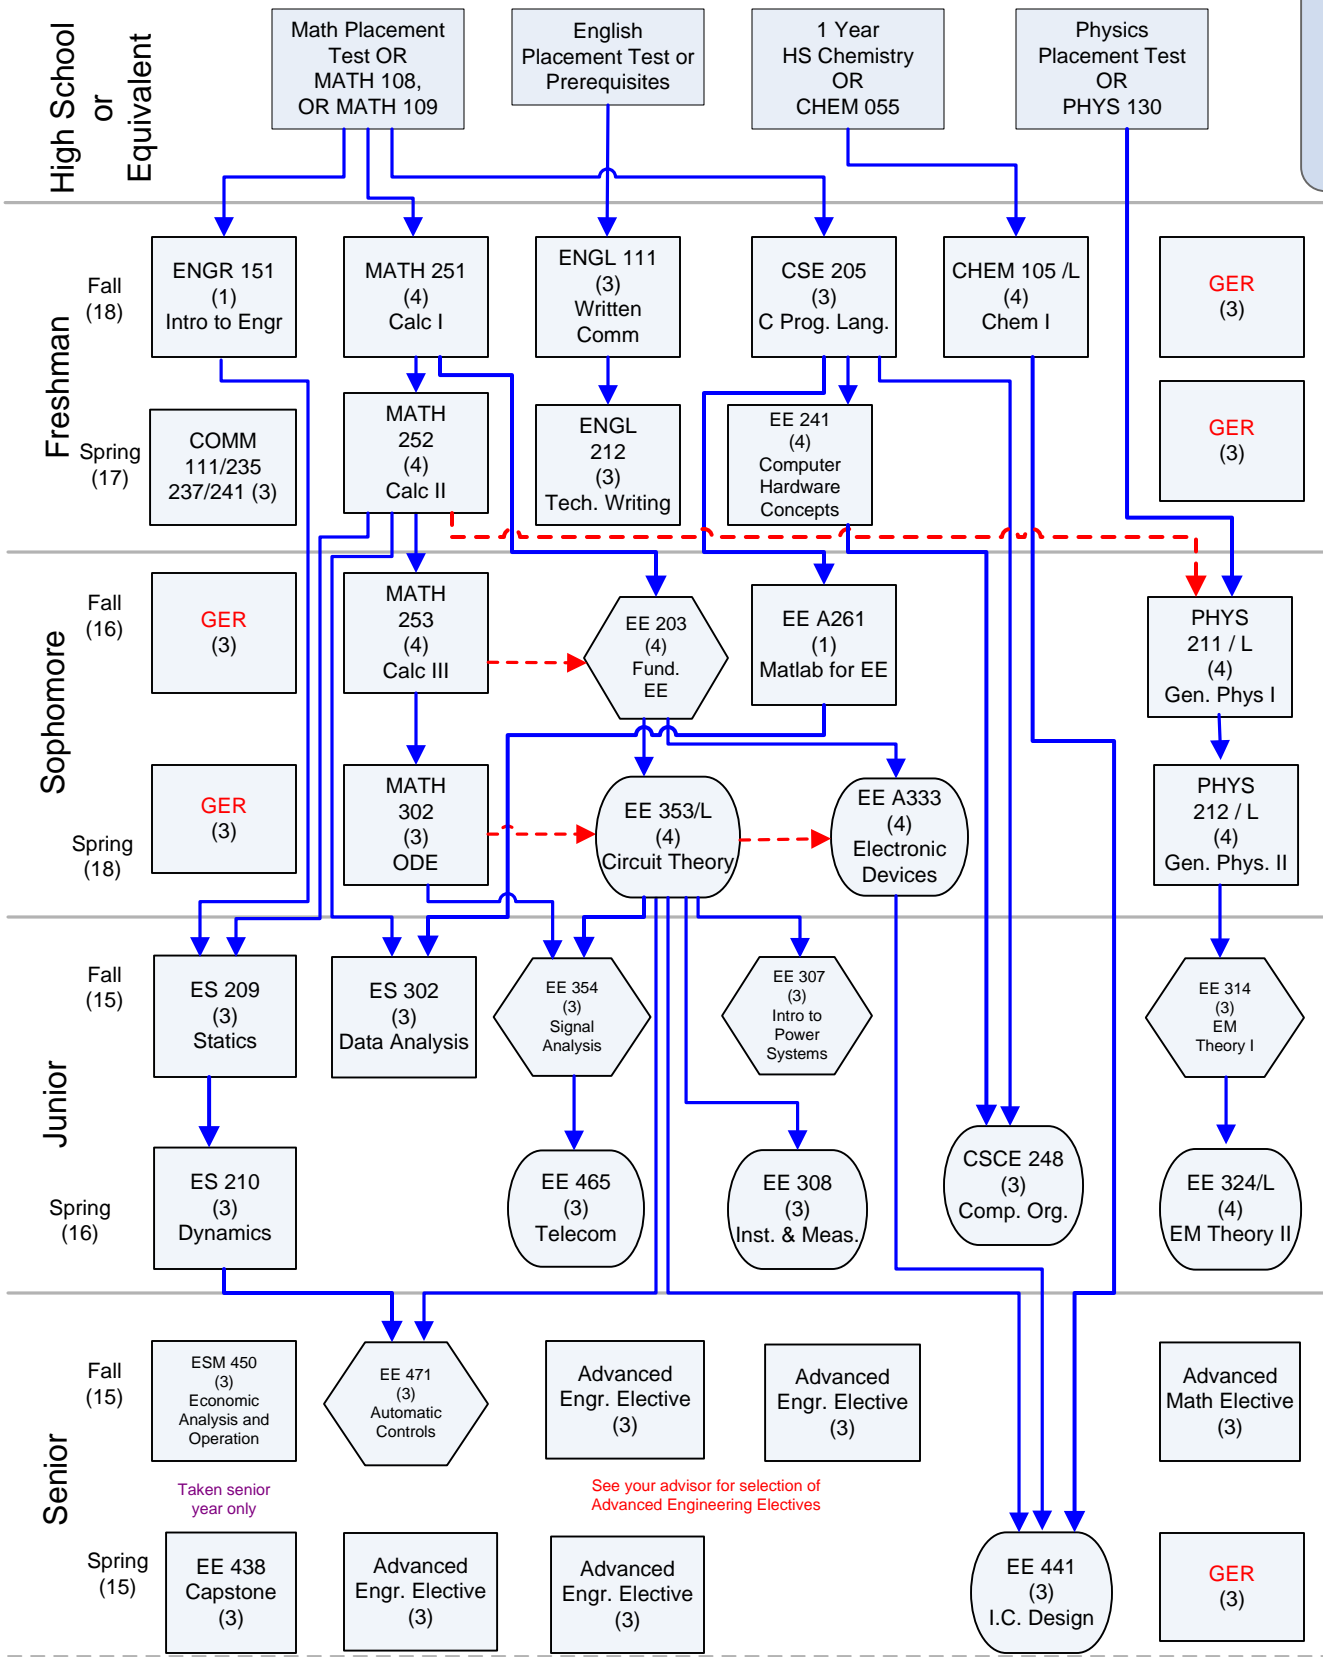 High School
or
Equivalent
Math Placement
Test OR
MATH 108,
OR MATH 109
English
Placement Test or
Prerequisites
1 Year
HS Chemistry
OR
CHEM 055
Physics
Placement Test
OR
PHYS 130
Freshman
Fall
(18)
ENGR 151
(1)
Intro to Engr
MATH 251
(4)
Calc I
ENGL 111
(3)
Written
Comm
CSE 205
(3)
C Prog. Lang.
CHEM 105 /L
(4)
Chem I
GER
(3)
Spring
(17)
COMM
111/235
237/241 (3)
MATH
252
(4)
Calc II
ENGL
212
(3)
Tech. Writing
EE 241
(4)
Computer
Hardware
Concepts
GER
(3)
Sophomore
Fall
(16)
GER
(3)
MATH
253
(4)
Calc III
EE 203
(4)
Fund.
EE
EE A261
(1)
Matlab for EE
PHYS
211 / L
(4)
Gen. Phys I
Spring
(18)
GER
(3)
MATH
302
(3)
ODE
EE 353/L
(4)
Circuit Theory
EE A333
(4)
Electronic
Devices
PHYS
212 / L
(4)
Gen. Phys. II
Junior
Fall
(15)
ES 209
(3)
Statics
ES 302
(3)
Data Analysis
EE 354
(3)
Signal
Analysis
EE 307
(3)
Intro to
Power
Systems
EE 314
(3)
EM
Theory I
Spring
(16)
ES 210
(3)
Dynamics
EE 465
(3)
Telecom
EE 308
(3)
Inst. & Meas.
CSCE 248
(3)
Comp. Org.
EE 324/L
(4)
EM Theory II
Senior
Fall
(15)
ESM 450
(3)
Economic
Analysis and
Operation
EE 471
(3)
Automatic
Controls
Advanced
Engr. Elective
(3)
Advanced
Engr. Elective
(3)
Advanced
Math Elective
(3)
Taken senior
year only
See your advisor for selection of
Advanced Engineering Electives
Spring
(15)
EE 438
Capstone
(3)
Advanced
Engr. Elective
(3)
Advanced
Engr. Elective
(3)
EE 441
(3)
I.C. Design
GER
(3)